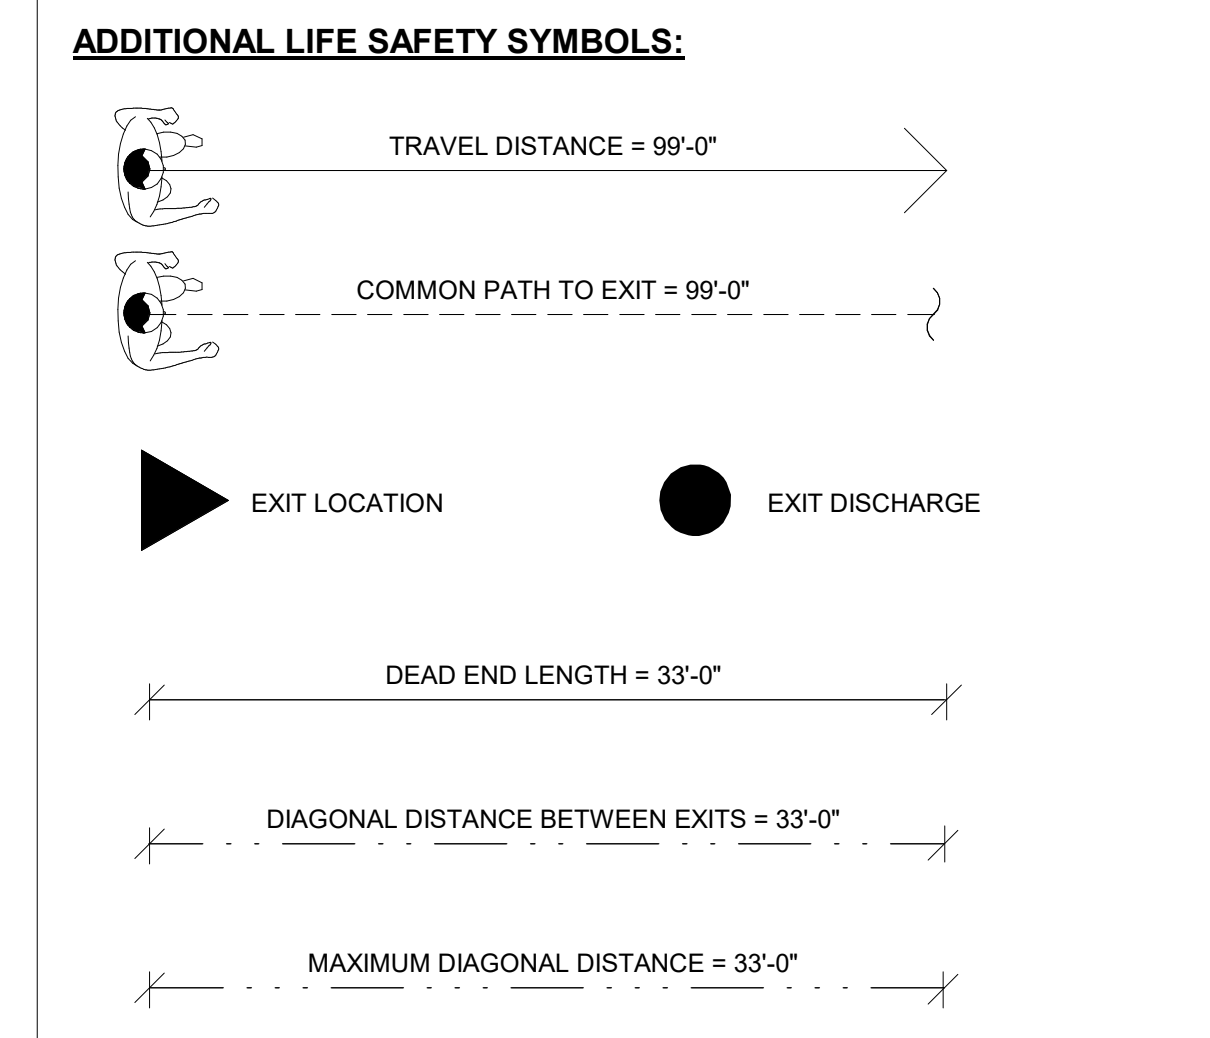 ADDITIONAL LIFE SAFETY SYMBOLS:
TRAVEL DISTANCE = 99'-0"
COMMON PATH TO EXIT = 99'-0"
EXIT LOCATION
EXIT DISCHARGE
DEAD END LENGTH = 33'-0"
DIAGONAL DISTANCE BETWEEN EXITS = 33'-0"
MAXIMUM DIAGONAL DISTANCE = 33'-0"